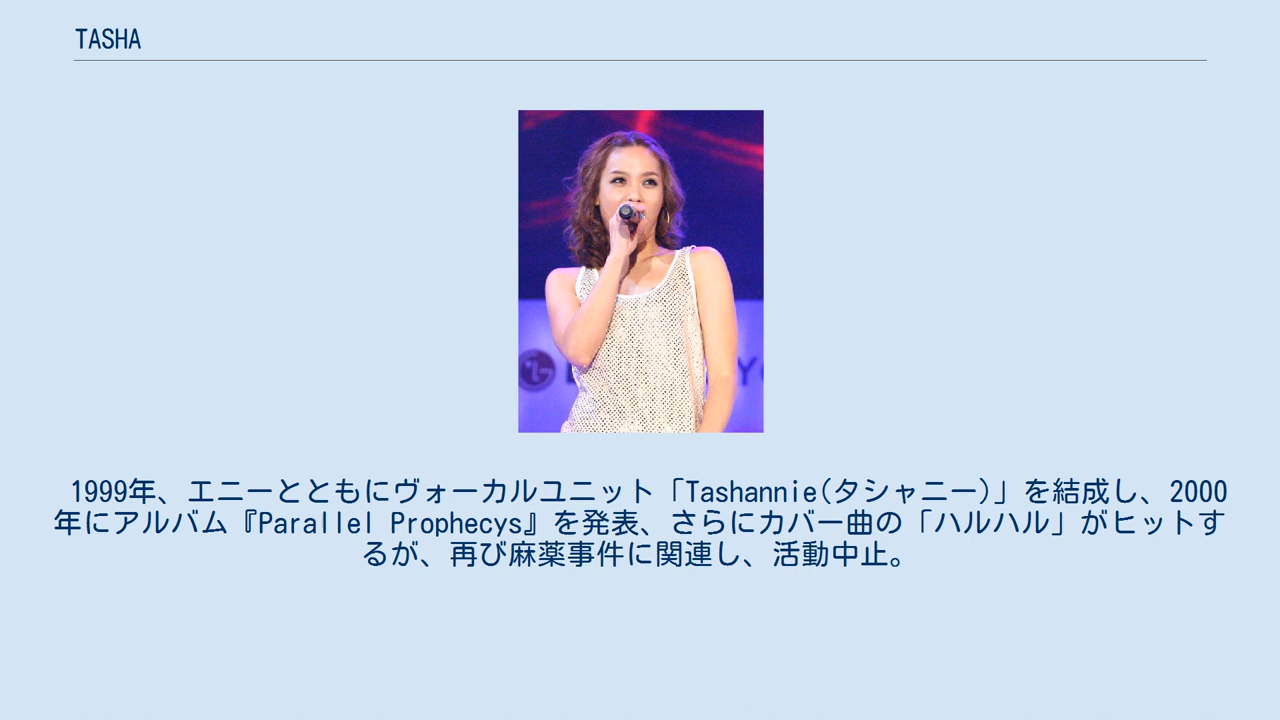 TASHA
1999年、エニーとともにヴォーカルユニット「Tashannie(タシャニー)」を結成し、2000
年にアルバム『Parallel Prophecys』を発表、さらにカバー曲の「ハルハル」がヒットす
るが、再び麻薬事件に関連し、活動中止。